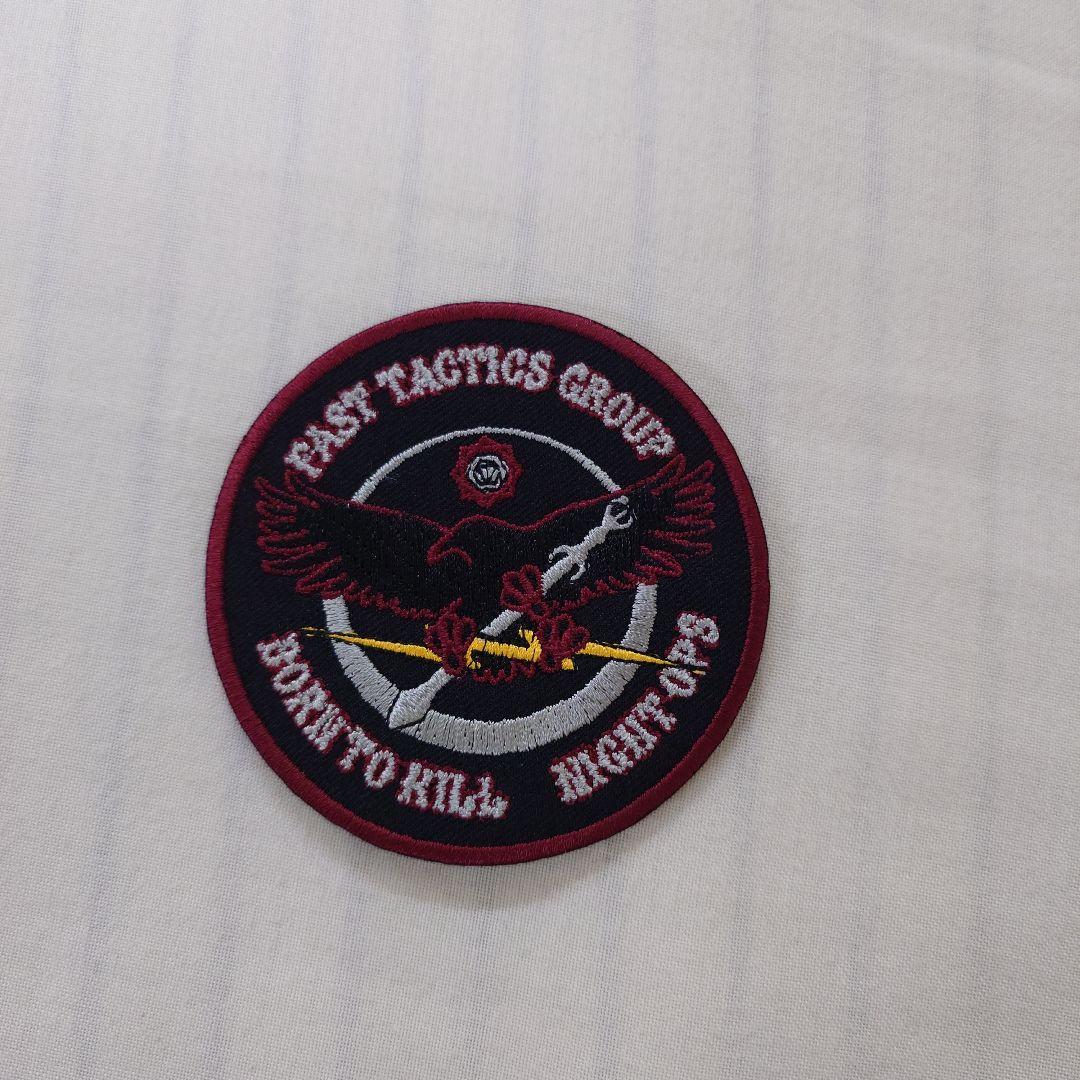 FAST TACTICS GROUP
BORN TO KILL
NIGHT-OPS